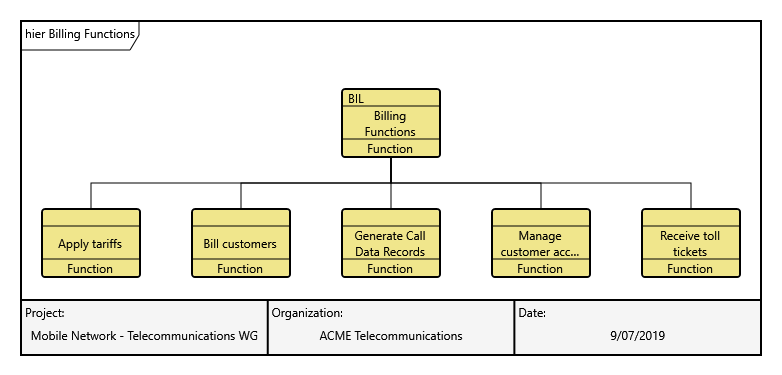 hier Billing Functions
BIL
Billing
Functions
Function
Apply tariffs
Function
Bill customers
Function
Generate Call
Data Records
Function
Manage
customer acc...
Function
Receive toll
tickets
Function
Project:
Mobile Network - Telecommunications WG
Organization:
ACME Telecommunications
Date:
9/07/2019